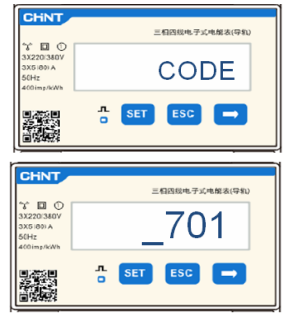 CHNT
三相四线电子式电能表(导轨)
3X220/380V
3X5(80)A
50Hz
400imp/kWh
CODE
SET
ESC
CHNT
三相四线电子式电能表(导轨)
3X220/380V
3X5(80)A
50Hz
400imp/kWh
_701
SET
ESC